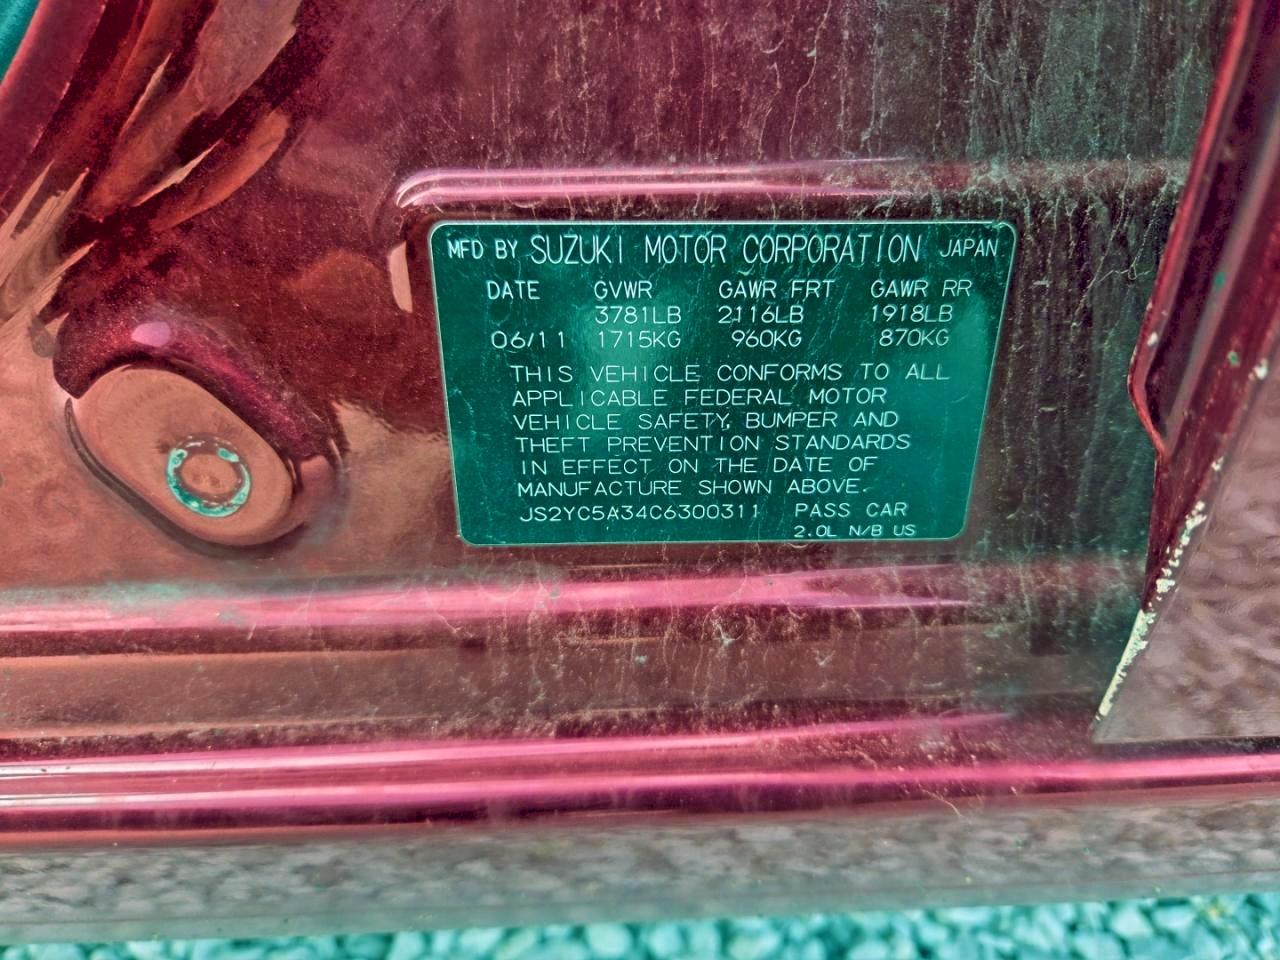 MFD BY SUZUKI MOTOR CORPORATION JAPAN
DATE GVWR GAWR FRT GAWR RR
3781LB 2116LB 1918LB
06/11 1715KG 960KG 870KG
THIS VEHICLE CONFORMS TO ALL
APPLICABLE FEDERAL MOTOR
VEHICLE SAFETY, BUMPER AND
THEFT PREVENTION STANDARDS
IN EFFECT ON THE DATE OF
MANUFACTURE SHOWN ABOVE.
JS2YC5A34C6300311 PASS CAR
2.0L N/B US